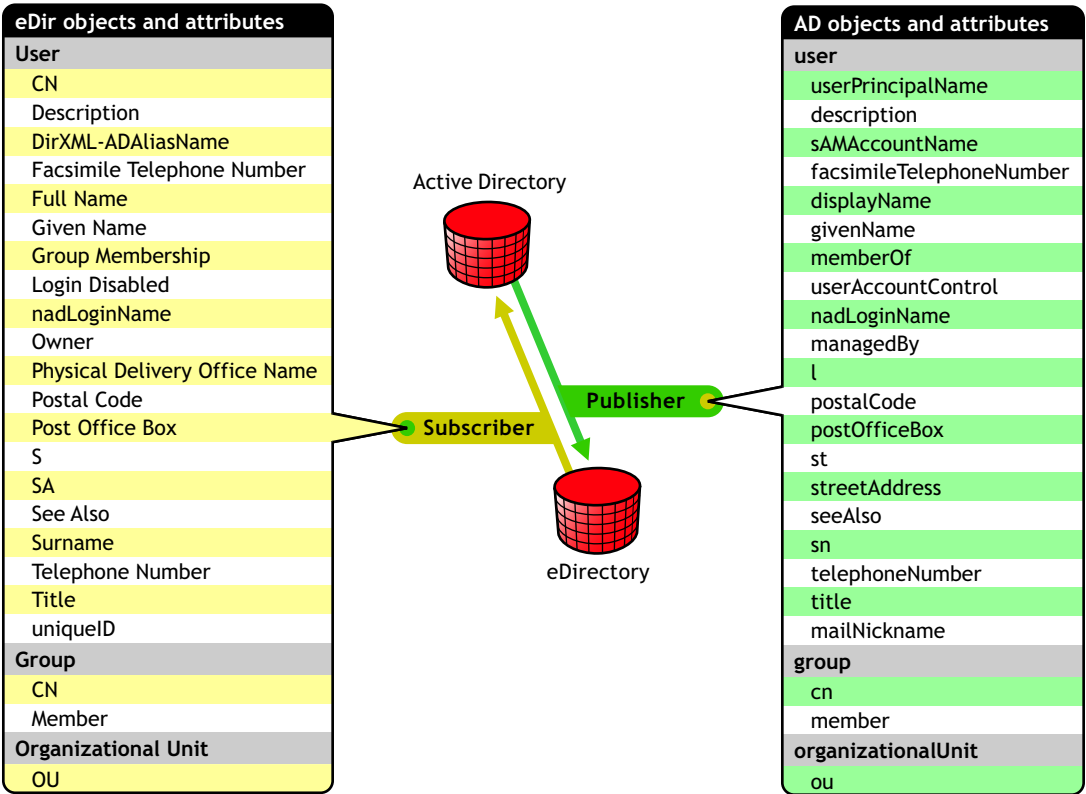 eDir objects and attributes
User
CN
Description
DirXML-ADAliasName
Facsimile Telephone Number
Full Name
Given Name
Group Membership
Login Disabled
nadLoginName
Owner
Physical Delivery Office Name
Postal Code
Post Office Box
S
SA
See Also
Surname
Telephone Number
Title
uniqueID
Group
CN
Member
Organizational Unit
OU
Active Directory
Publisher
Subscriber
eDirectory
AD objects and attributes
user
userPrincipalName
description
sAMAccountName
facsimileTelephoneNumber
displayName
givenName
memberOf
userAccountControl
nadLoginName
managedBy
l
postalCode
postOfficeBox
st
streetAddress
seeAlso
sn
telephoneNumber
title
mailNickname
group
cn
member
organizationalUnit
ou